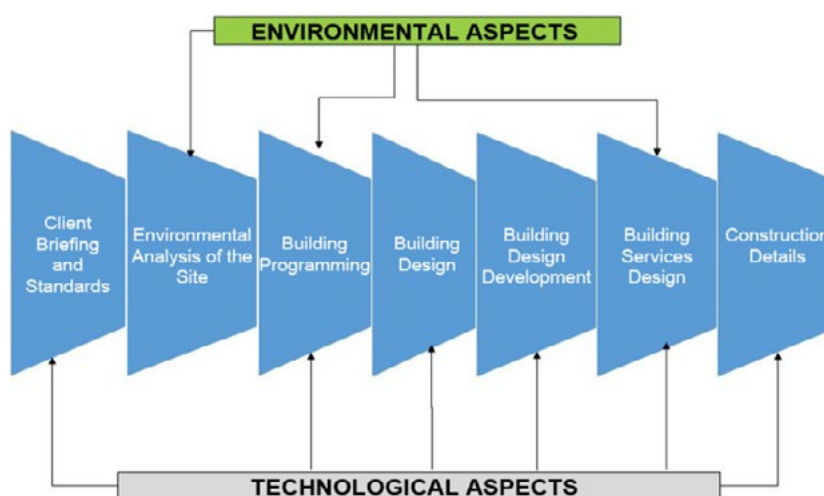 ENVIRONMENTAL ASPECTS
Client
Briefing
and
Standards
Environmental
Analysis of the
Site
Building
Programming
Building
Design
Building
Design
Development
Building
Services
Design
Construction
Details
TECHNOLOGICAL ASPECTS